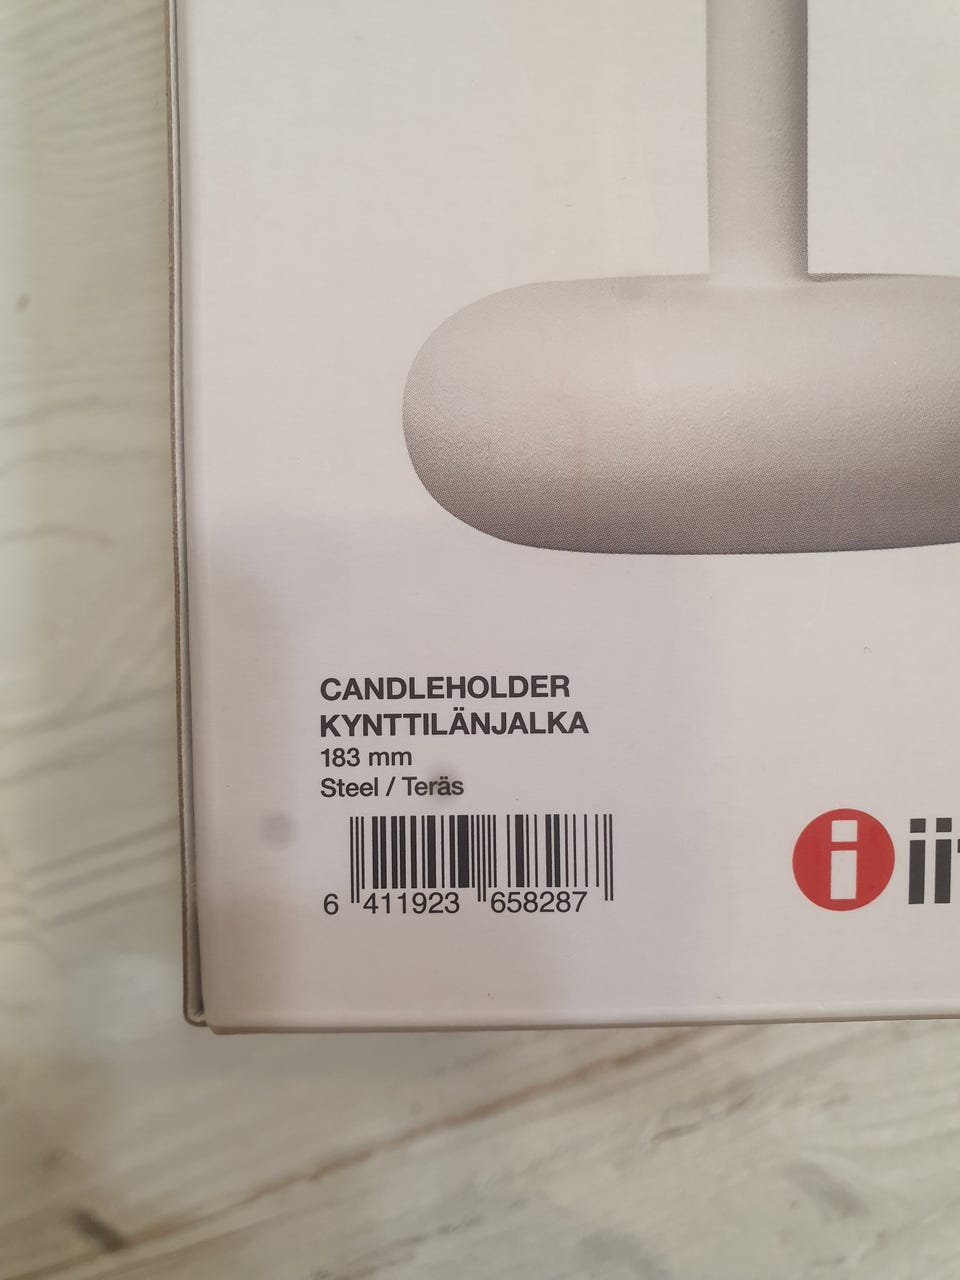 CANDLEHOLDER
KYNTTILÄNJALKA
183 mm
Steel / Teräs
6 411923 658287
i